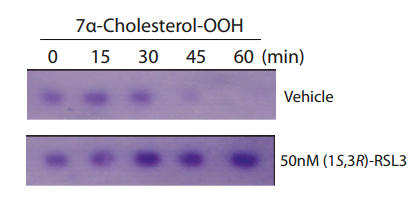 7α-Cholesterol-OOH
0 15 30 45 60 (min)
Vehicle
50nM (1S,3R)-RSL3